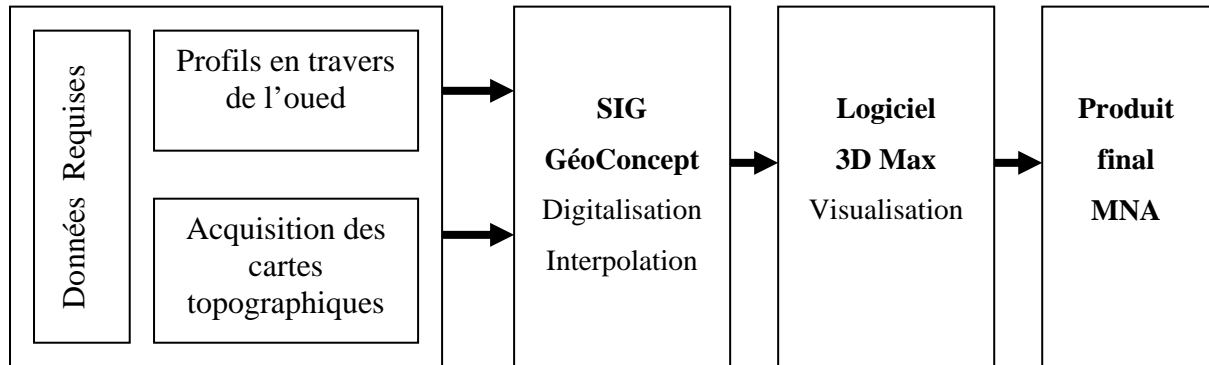 Données Requises
Profils en travers
de l'oued
Acquisition des
cartes
topographiques
SIG
GéoConcept
Digitalisation
Interpolation
Logiciel
3D Max
Visualisation
Produit
final
MNA